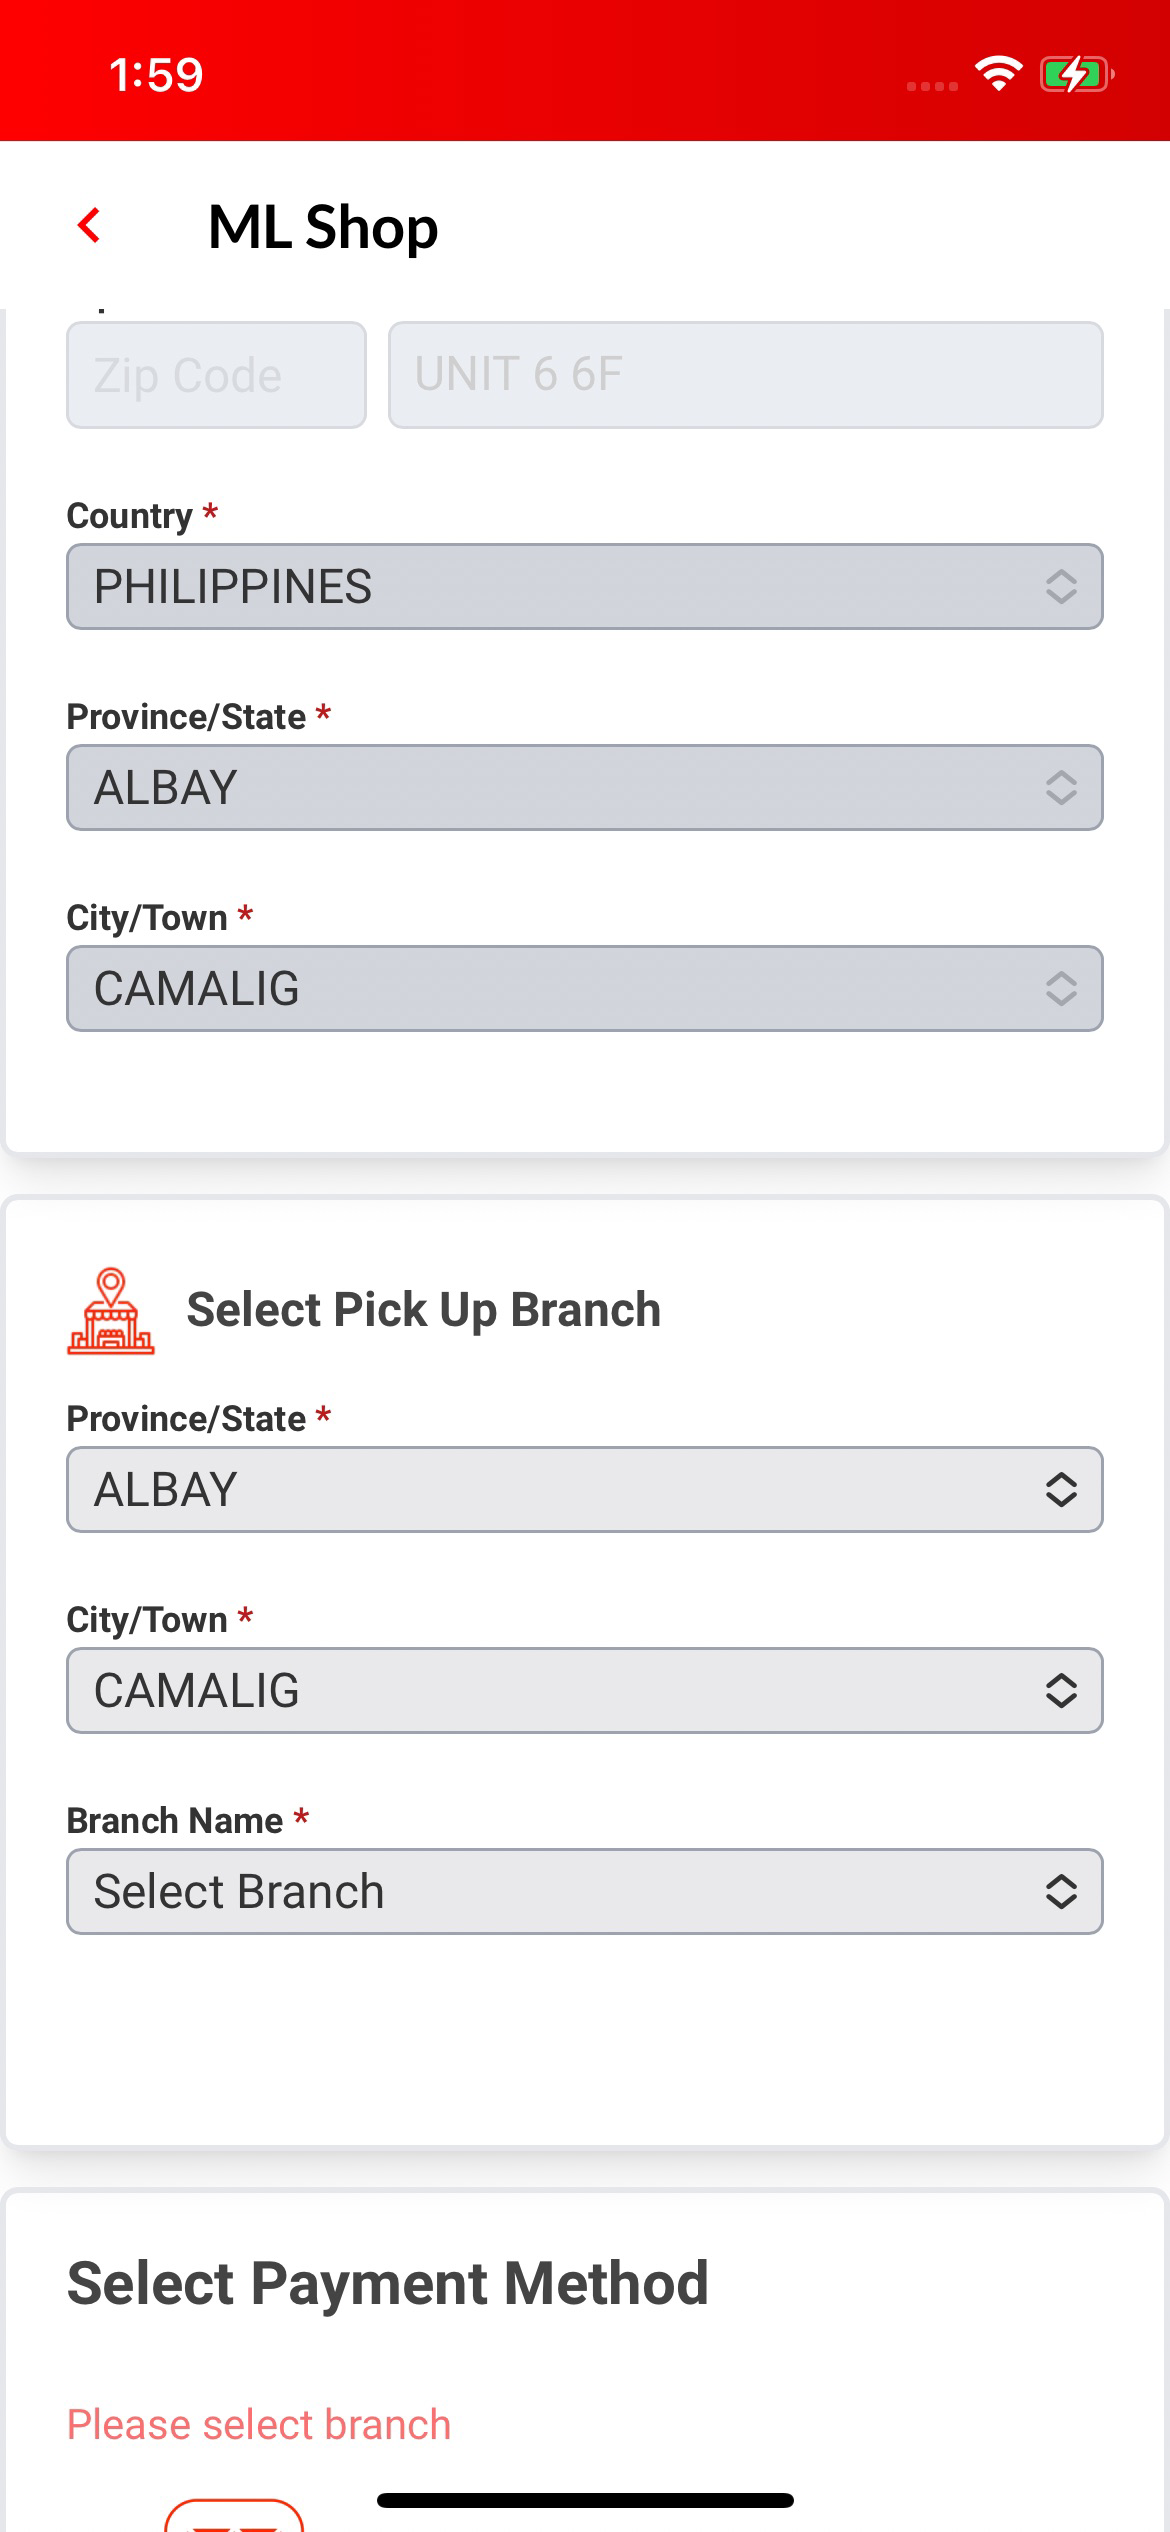 1:59
ML Shop
Zip Code
UNIT 6 6F
Country *
PHILIPPINES
Province/State *
ALBAY
City/Town *
CAMALIG
Select Pick Up Branch
Province/State *
ALBAY
City/Town *
CAMALIG
Branch Name *
Select Branch
Select Payment Method
Please select branch